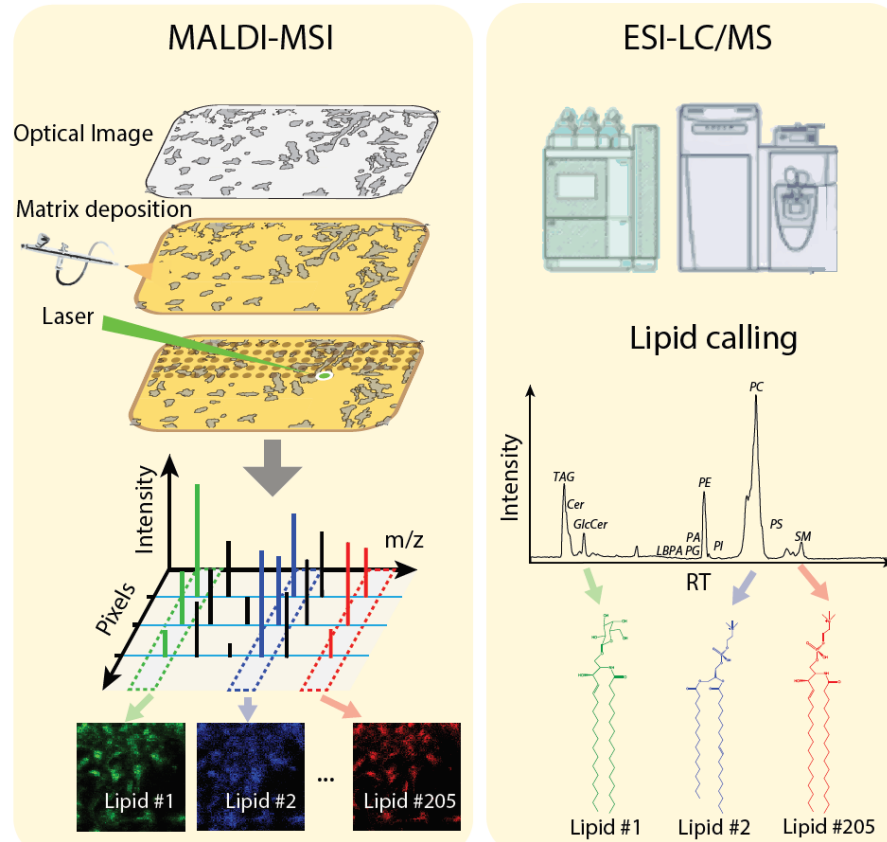 MALDI-MSI
Optical Image
Matrix deposition
Laser
Intensity
m/z
Pixels
Lipid #1
Lipid #2
...
Lipid #205
ESI-LC/MS
Lipid calling
Intensity
TAG
Cer
GlcCer
LBPA
PA
PG
PE
PI
PC
PS
SM
RT
Lipid #1
Lipid #2
Lipid #205